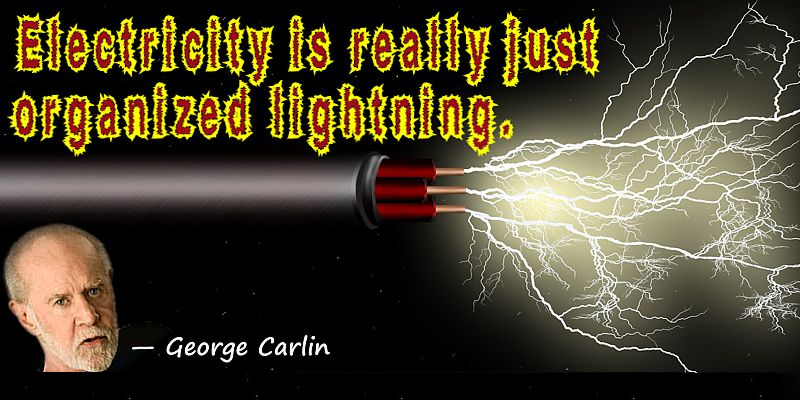 Electricity is really just
organized lightning.
— George Carlin